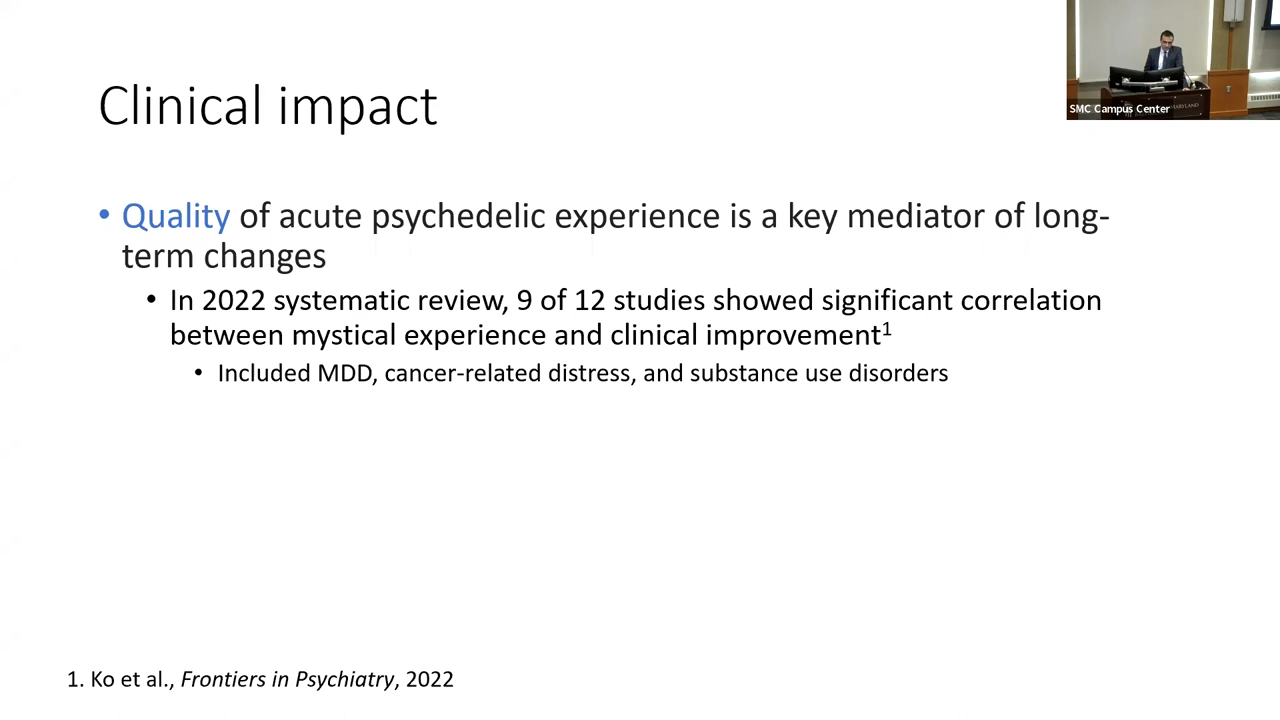 Clinical impact
SMC Campus Center
MARYLAND
• Quality of acute psychedelic experience is a key mediator of long-
term changes
• In 2022 systematic review, 9 of 12 studies showed significant correlation
between mystical experience and clinical improvement1
• Included MDD, cancer-related distress, and substance use disorders
1. Ko et al., Frontiers in Psychiatry, 2022